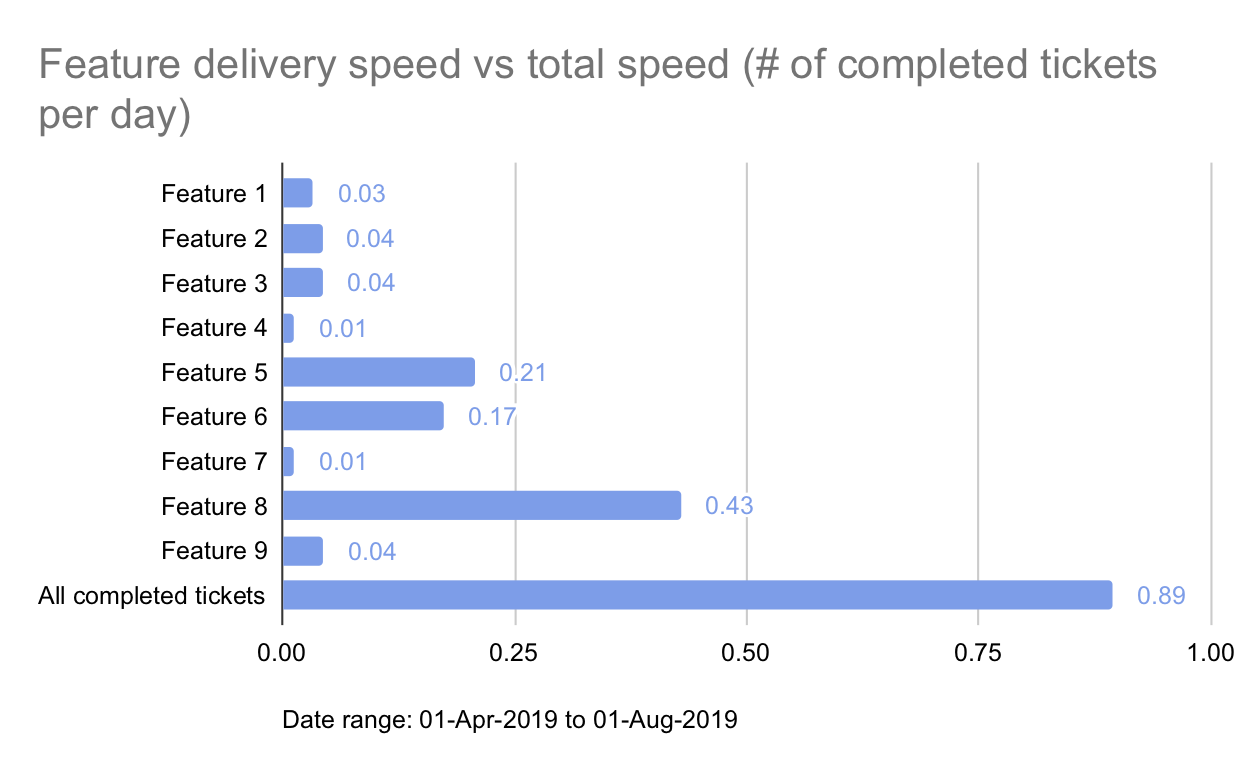 Feature delivery speed vs total speed (# of completed tickets
per day)
Feature 1 0.03
Feature 2 0.04
Feature 3 0.04
Feature 4 0.01
Feature 5 0.21
Feature 6 0.17
Feature 7 0.01
Feature 8 0.43
Feature 9 0.04
All completed tickets 0.89
0.00 0.25 0.50 0.75 1.00
Date range: 01-Apr-2019 to 01-Aug-2019